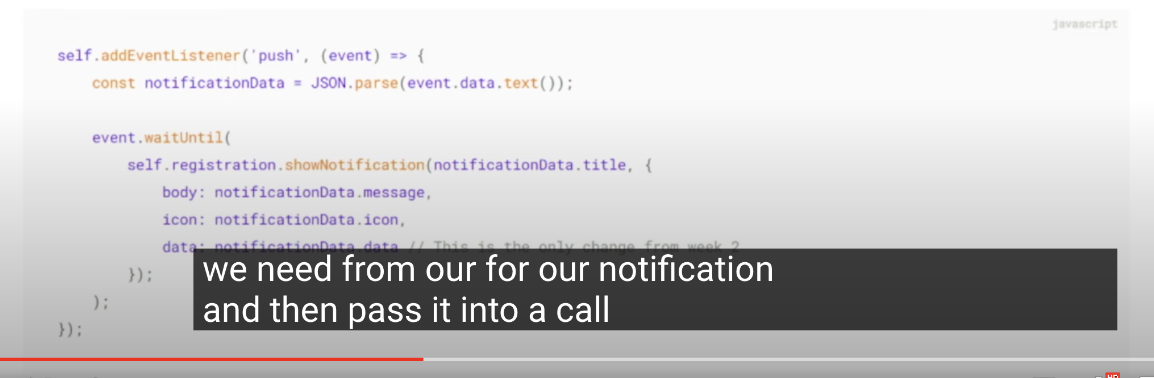 javascript
self.addEventListener('push', (event) => {
const notificationData = JSON.parse(event.data.text());
event.waitUntil(
self.registration.showNotification(notificationData.title, {
body: notificationData.message,
icon: notificationData.icon,
data: notificationData.data // This is the only change from week 2
});
);
});
we need from our for our notification
and then pass it into a call
HD